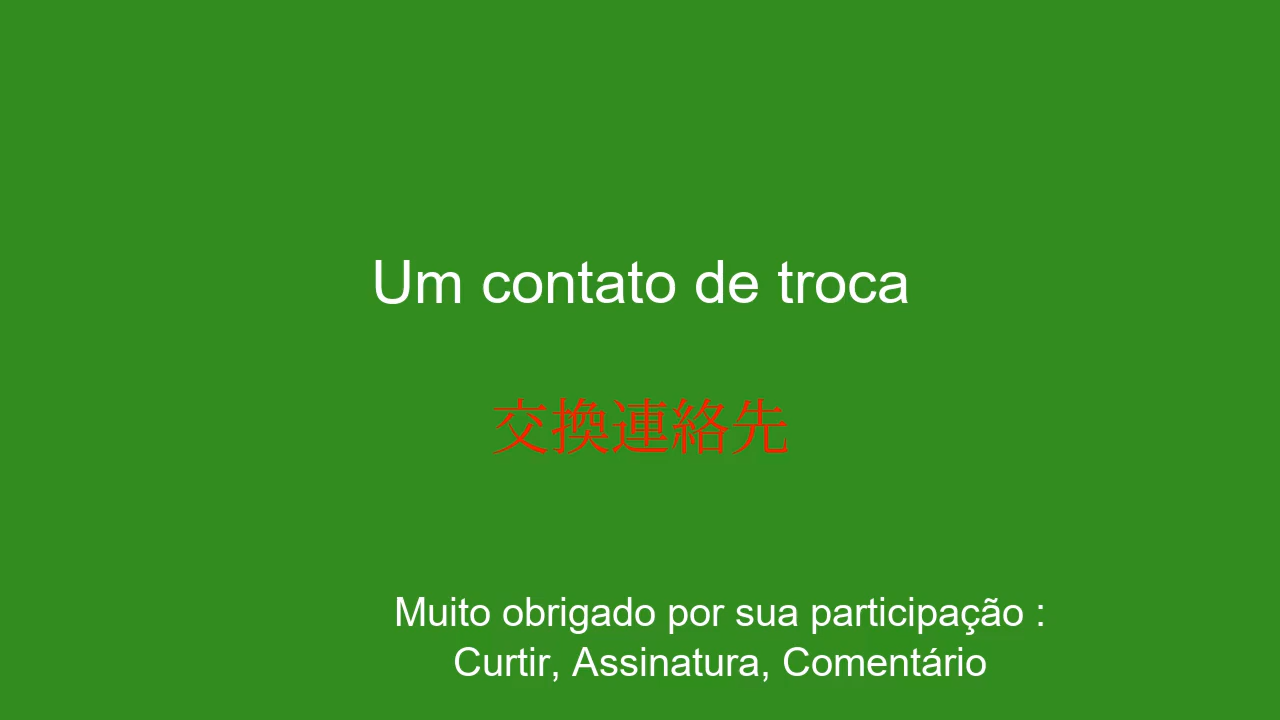 Um contato de troca
交換連絡先
Muito obrigado por sua participação :
Curtir, Assinatura, Comentário